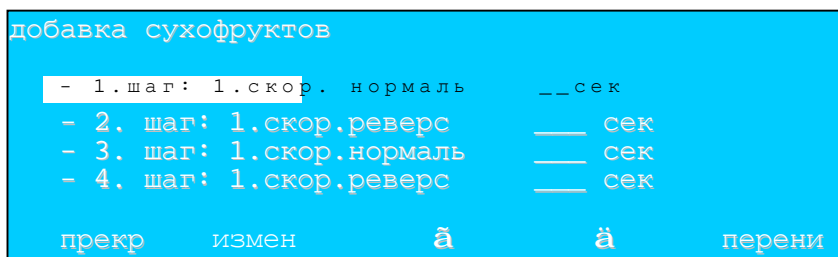 добавка сухофруктов
- 1.шаг: 1.скор. нормаль __сек
- 2. шаг: 1.скор.реверс ___ сек
- 3. шаг: 1.скор.нормаль ___ сек
- 4. шаг: 1.скор.реверс ___ сек
прекр измен ã ä перени